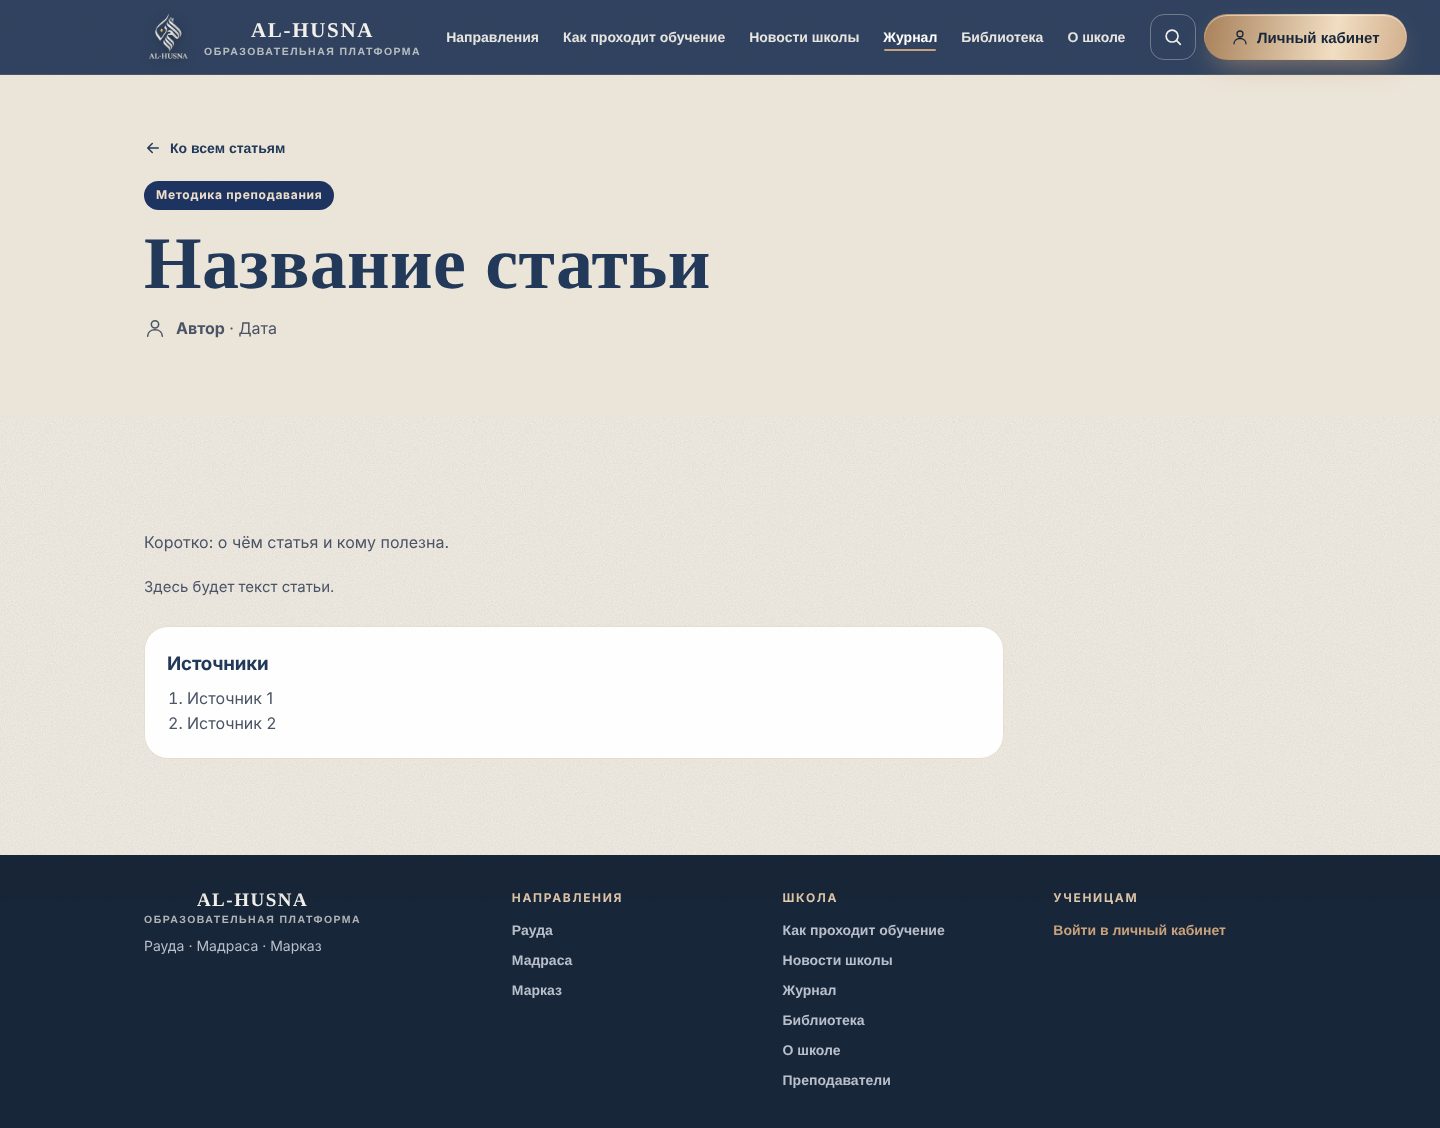 AL-HUSNA
AL-HUSNA
ОБРАЗОВАТЕЛЬНАЯ ПЛАТФОРМА
Направления
Как проходит обучение
Новости школы
Журнал
Библиотека
О школе
Личный кабинет
Ко всем статьям
Методика преподавания
Название статьи
Автор · Дата
Коротко: о чём статья и кому полезна.
Здесь будет текст статьи.
Источники
1. Источник 1
2. Источник 2
AL-HUSNA
ОБРАЗОВАТЕЛЬНАЯ ПЛАТФОРМА
Рауда · Мадраса · Марказ
НАПРАВЛЕНИЯ
Рауда
Мадраса
Марказ
ШКОЛА
Как проходит обучение
Новости школы
Журнал
Библиотека
О школе
Преподаватели
УЧЕНИЦАМ
Войти в личный кабинет